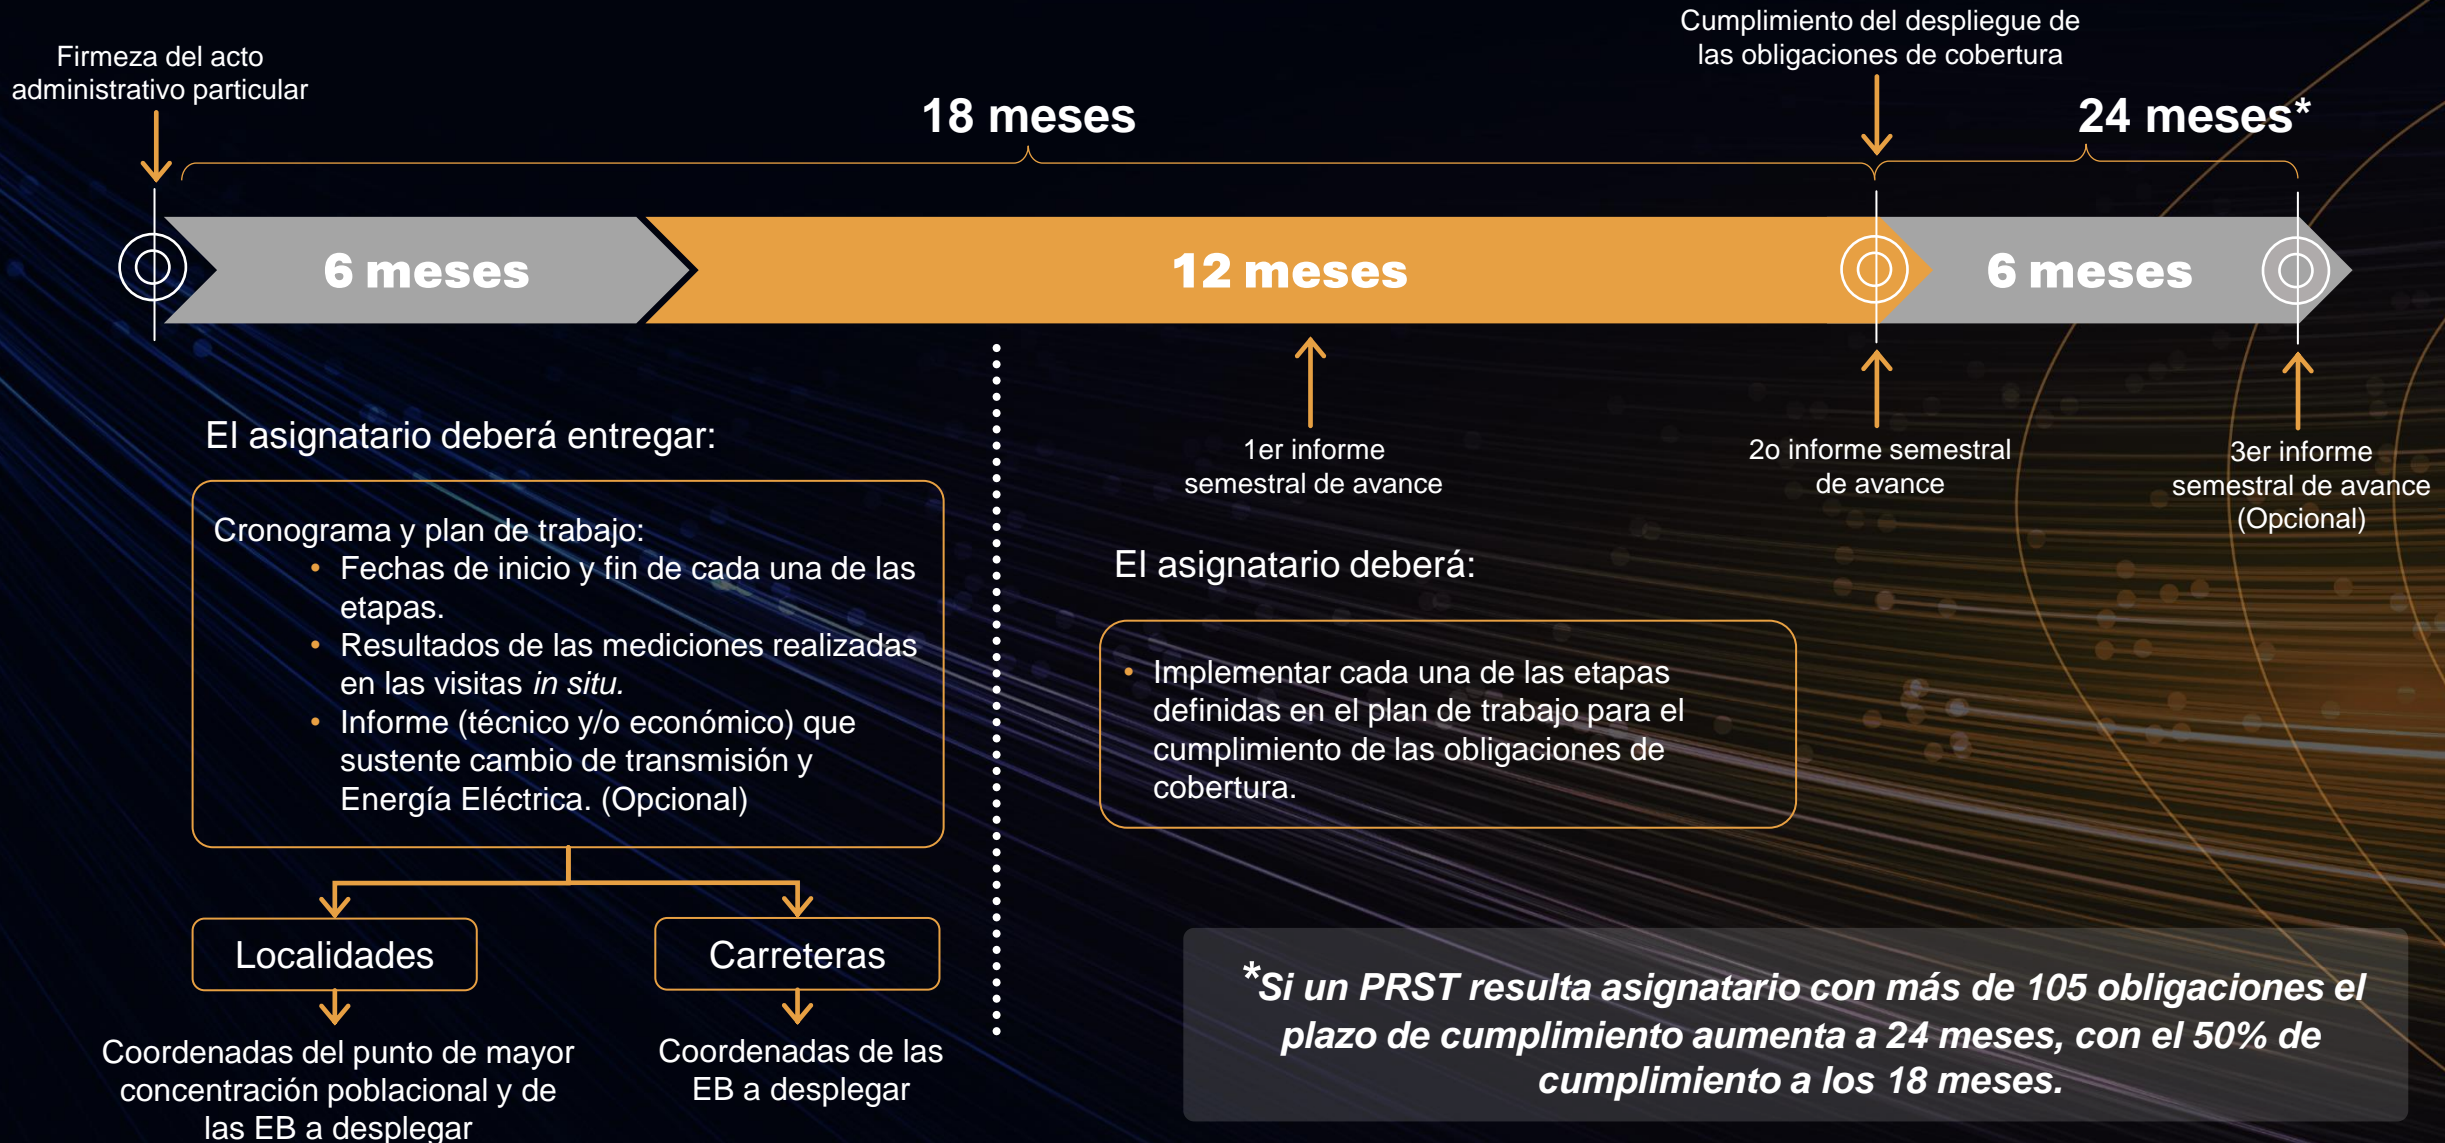 Firmeza del acto
administrativo particular
Cumplimiento del despliegue de
las obligaciones de cobertura
18 meses
24 meses*
6 meses
12 meses
6 meses
1er informe
semestral de avance
2o informe semestral
de avance
3er informe
semestral de avance
(Opcional)
El asignatario deberá entregar:
Cronograma y plan de trabajo:
• Fechas de inicio y fin de cada una de las
etapas.
• Resultados de las mediciones realizadas
en las visitas in situ.
• Informe (técnico y/o económico) que
sustente cambio de transmisión y
Energía Eléctrica. (Opcional)
Localidades
Carreteras
Coordenadas del punto de mayor
concentración poblacional y de
las EB a desplegar
Coordenadas de las
EB a desplegar
El asignatario deberá:
• Implementar cada una de las etapas
definidas en el plan de trabajo para el
cumplimiento de las obligaciones de
cobertura.
*Si un PRST resulta asignatario con más de 105 obligaciones el
plazo de cumplimiento aumenta a 24 meses, con el 50% de
cumplimiento a los 18 meses.